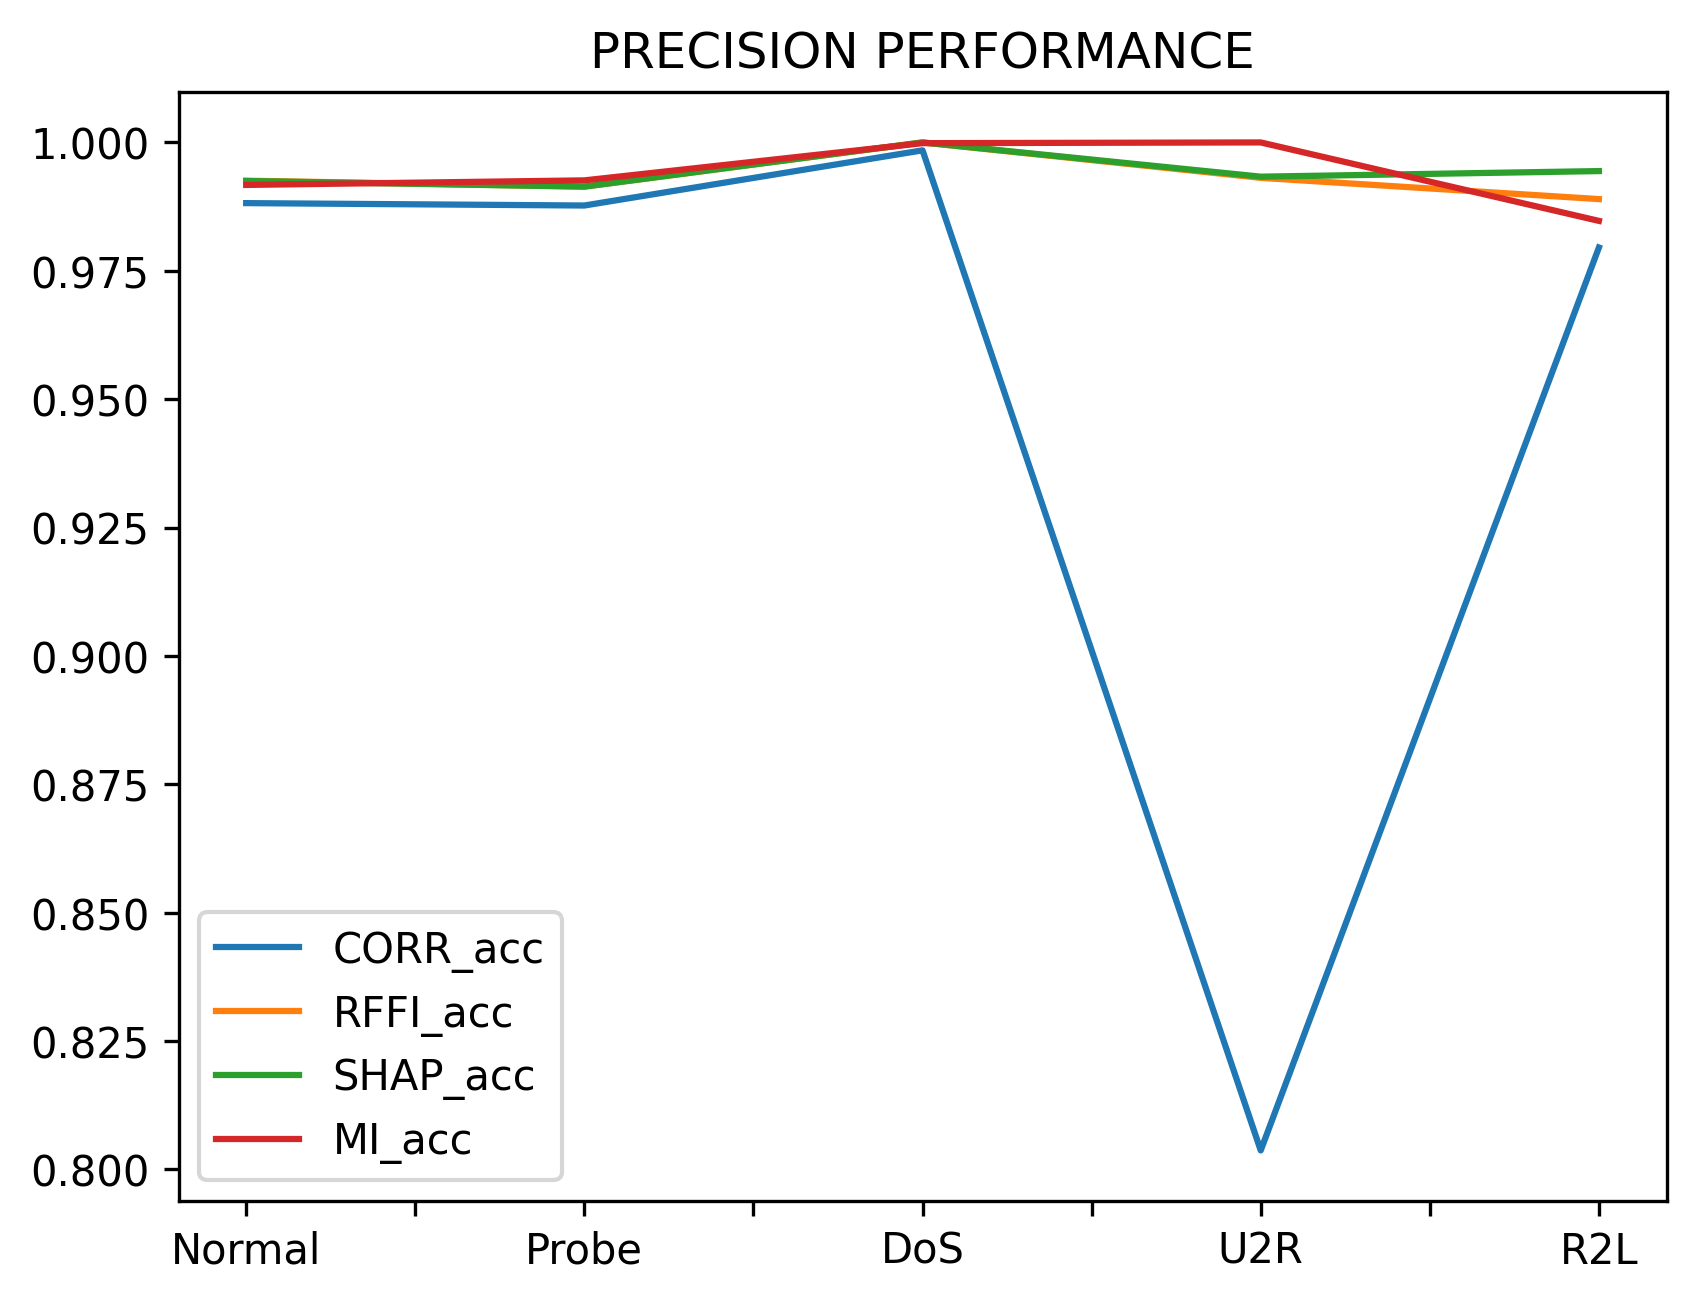 PRECISION PERFORMANCE
1.000
0.975
0.950
0.925
0.900
0.875
0.850
0.825
0.800
CORR_acc
RFFI_acc
SHAP_acc
MI_acc
Normal Probe DoS U2R R2L